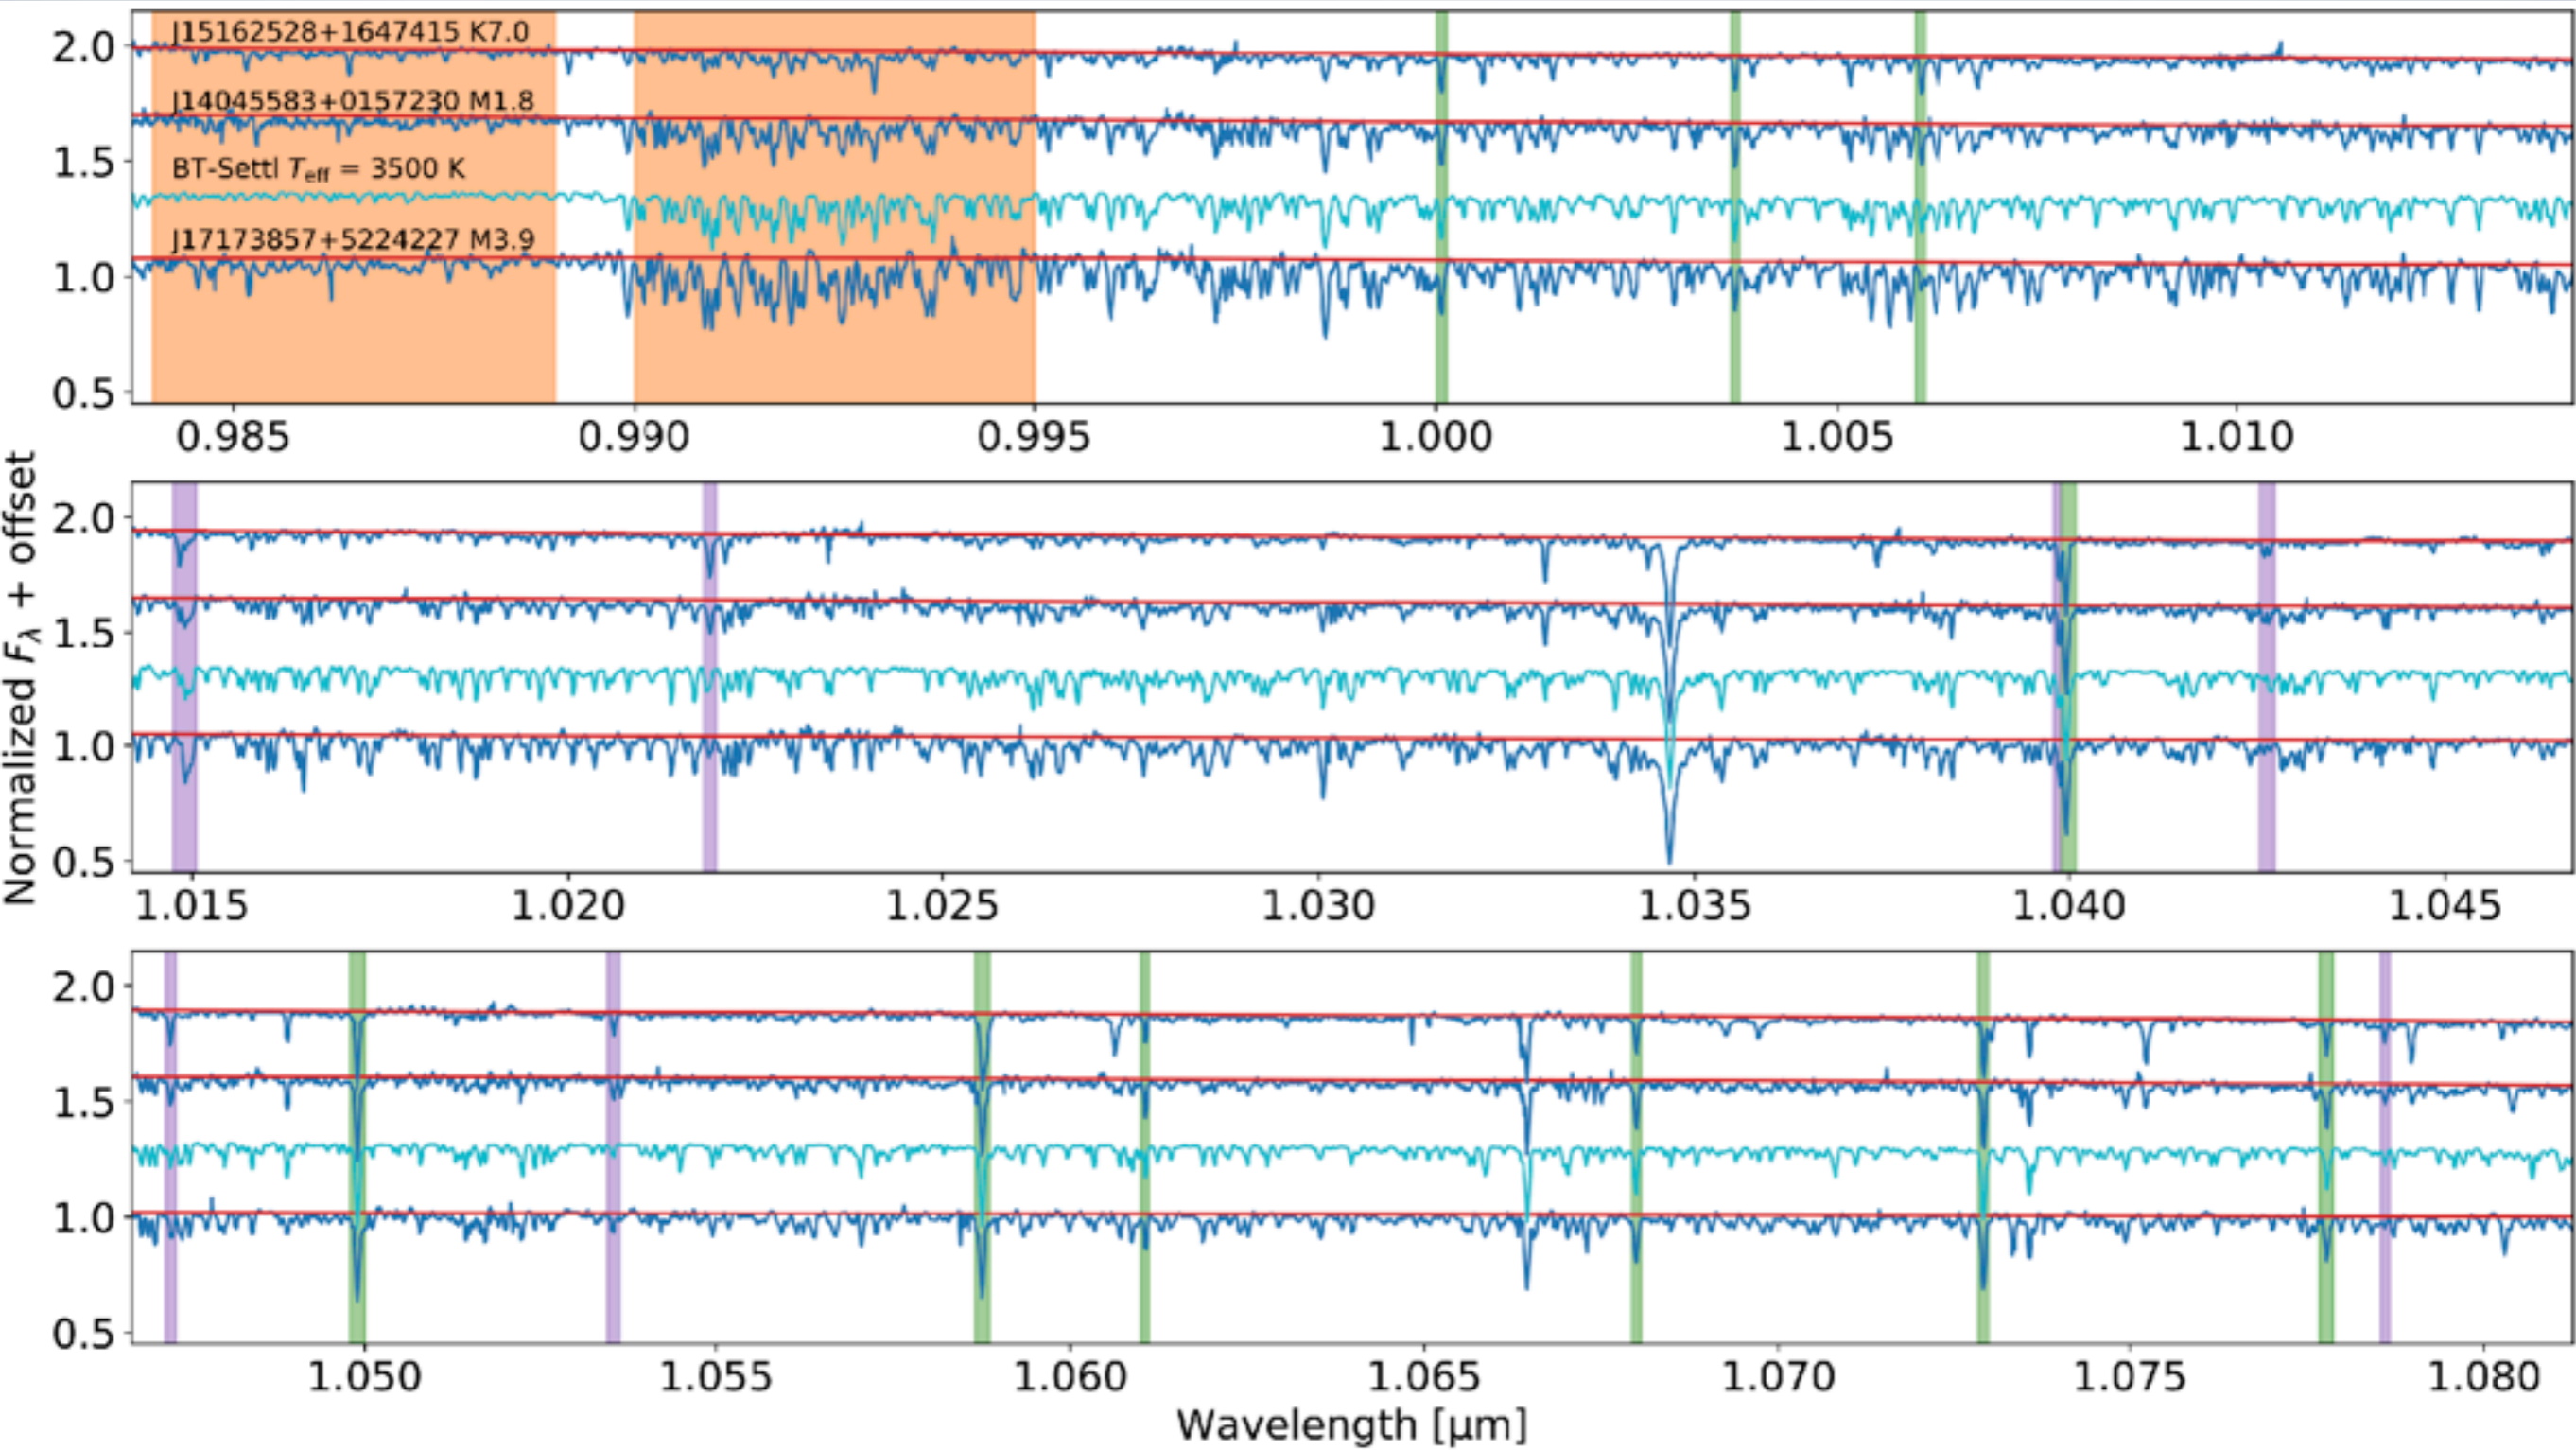 J15162528+1647415 K7.0
J14045583+0157230 M1.8
BT-Settl Teff = 3500 K
J17173857+5224227 M3.9
2.0
1.5
1.0
0.5
0.985 0.990 0.995 1.000 1.005 1.010
2.0
1.5
1.0
0.5
1.015 1.020 1.025 1.030 1.035 1.040 1.045
2.0
1.5
1.0
0.5
1.050 1.055 1.060 1.065 1.070 1.075 1.080
Normalized Fλ + offset
Wavelength [μm]